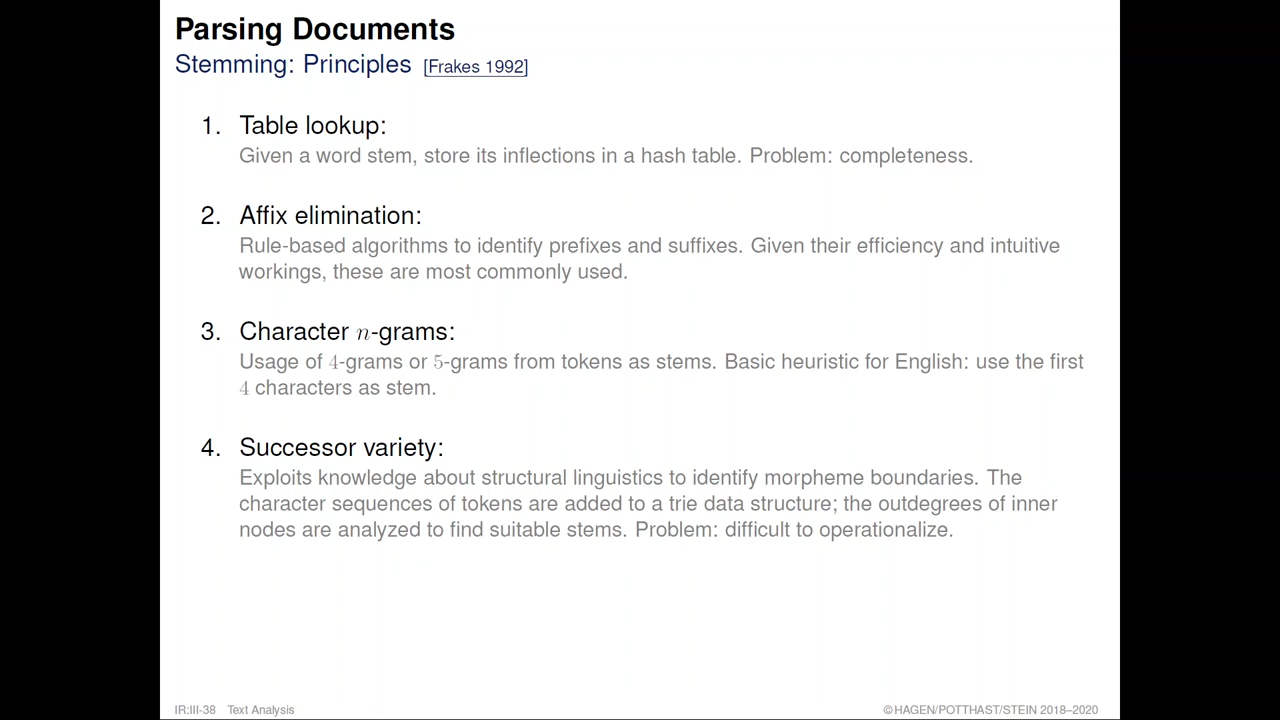 Parsing Documents
Stemming: Principles [Frakes 1992]
1. Table lookup:
Given a word stem, store its inflections in a hash table. Problem: completeness.
2. Affix elimination:
Rule-based algorithms to identify prefixes and suffixes. Given their efficiency and intuitive
workings, these are most commonly used.
3. Character n-grams:
Usage of 4-grams or 5-grams from tokens as stems. Basic heuristic for English: use the first
4 characters as stem.
4. Successor variety:
Exploits knowledge about structural linguistics to identify morpheme boundaries. The
character sequences of tokens are added to a trie data structure; the outdegrees of inner
nodes are analyzed to find suitable stems. Problem: difficult to operationalize.
IR:III-38 Text Analysis ©HAGEN/POTTHAST/STEIN 2018–2020